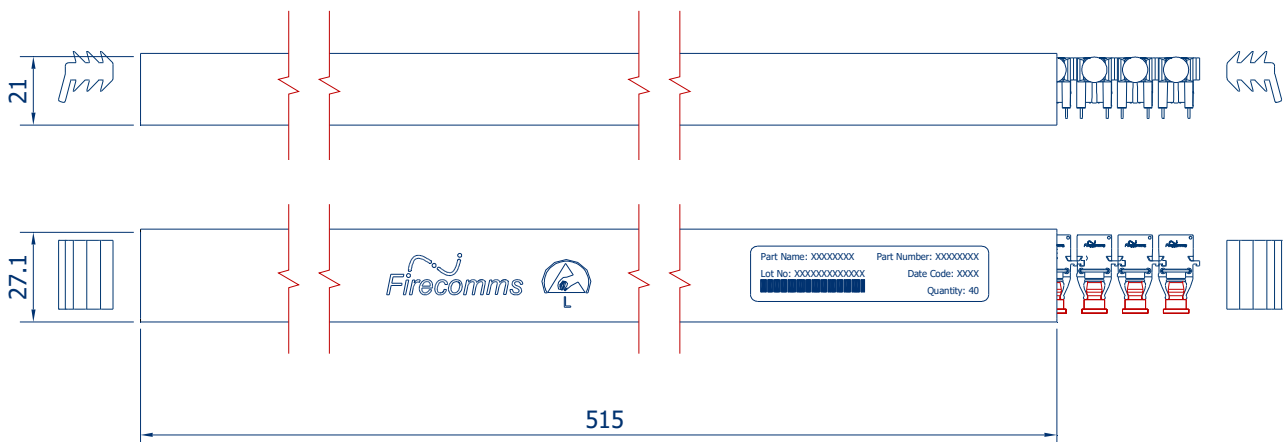 21
27.1
Firecomms
L
Part Name: XXXXXXXX Part Number: XXXXXXXX
Lot No: XXXXXXXXXXXXX Date Code: XXXX
Quantity: 40
515